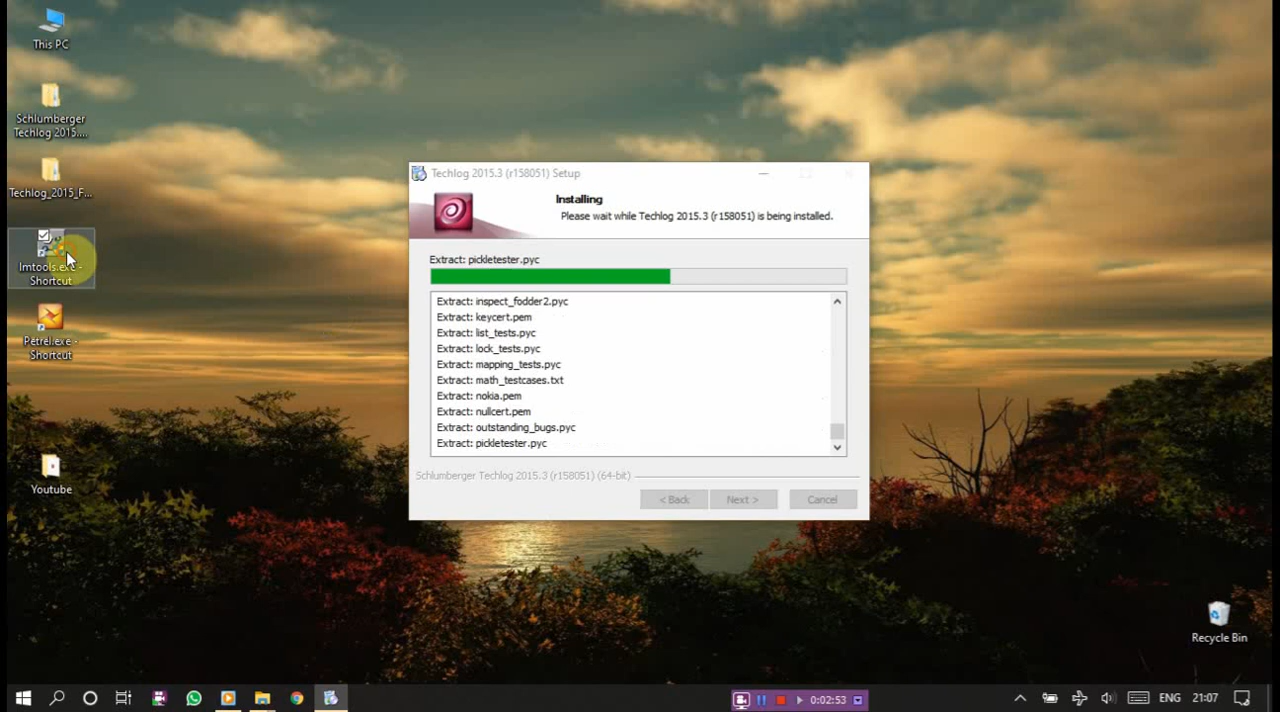 This PC
Schlumberger
Techlog 2015....
Techlog_2015_F...
lmtools.exe -
Shortcut
Petrel.exe -
Shortcut
Youtube
Techlog 2015.3 (r158051) Setup
Installing
Please wait while Techlog 2015.3 (r158051) is being installed.
Extract: pickletester.pyc
Extract: inspect_fodder2.pyc
Extract: keycert.pem
Extract: list_tests.pyc
Extract: lock_tests.pyc
Extract: mapping_tests.pyc
Extract: math_testcases.txt
Extract: nokia.pem
Extract: nullcert.pem
Extract: outstanding_bugs.pyc
Extract: pickletester.pyc
Schlumberger Techlog 2015.3 (r158051) (64-bit)
< Back
Next >
Cancel
Recycle Bin
0:02:53
ENG
21:07